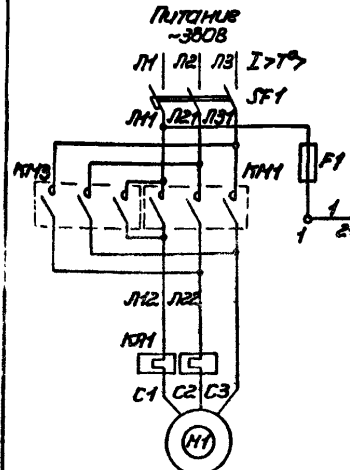 Питание
~380В
Л1 Л2 Л3 I>T°>
SF1
Л11 Л21 Л31
F1
КМ3 КМ1
1
1 2
Л12 Л22
КА1
С1 С2 С3
М1